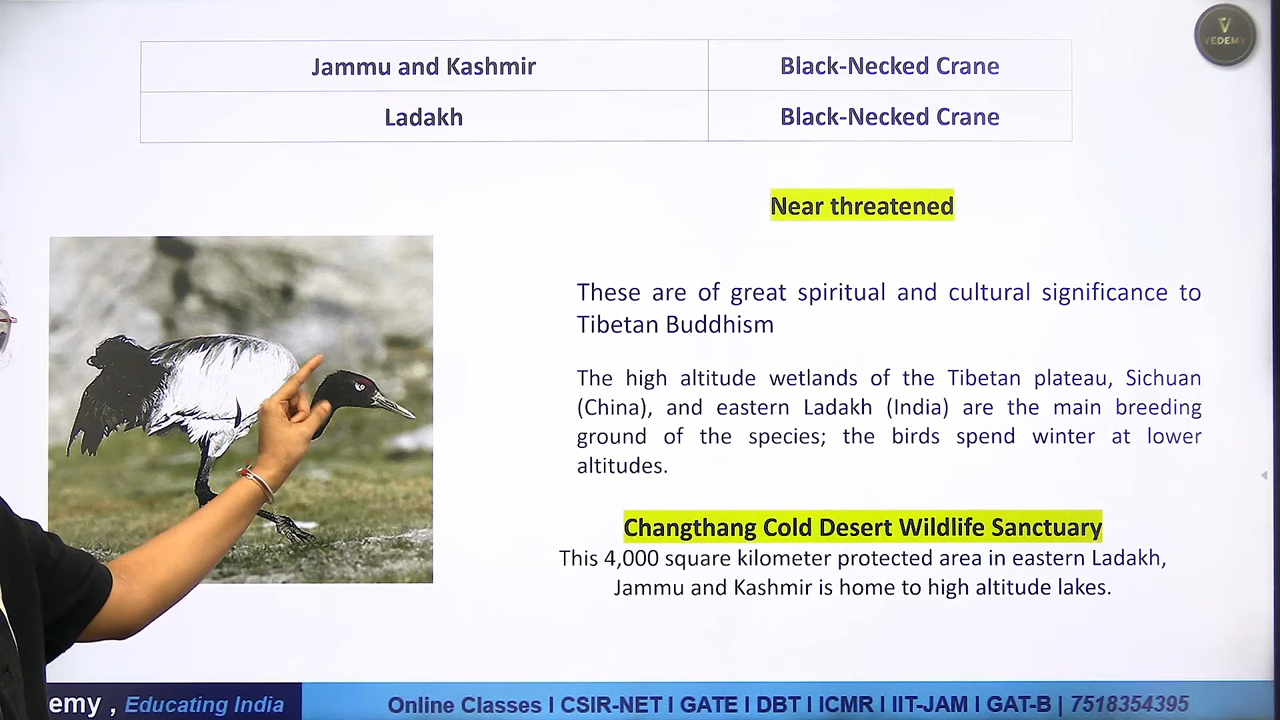 VEDEMY
Jammu and Kashmir Black-Necked Crane
Ladakh Black-Necked Crane
Near threatened
These are of great spiritual and cultural significance to
Tibetan Buddhism
The high altitude wetlands of the Tibetan plateau, Sichuan
(China), and eastern Ladakh (India) are the main breeding
ground of the species; the birds spend winter at lower
altitudes.
Changthang Cold Desert Wildlife Sanctuary
This 4,000 square kilometer protected area in eastern Ladakh,
Jammu and Kashmir is home to high altitude lakes.
emy , Educating India
Online Classes I CSIR-NET I GATE I DBT I ICMR I IIT-JAM I GAT-B | 7518354395